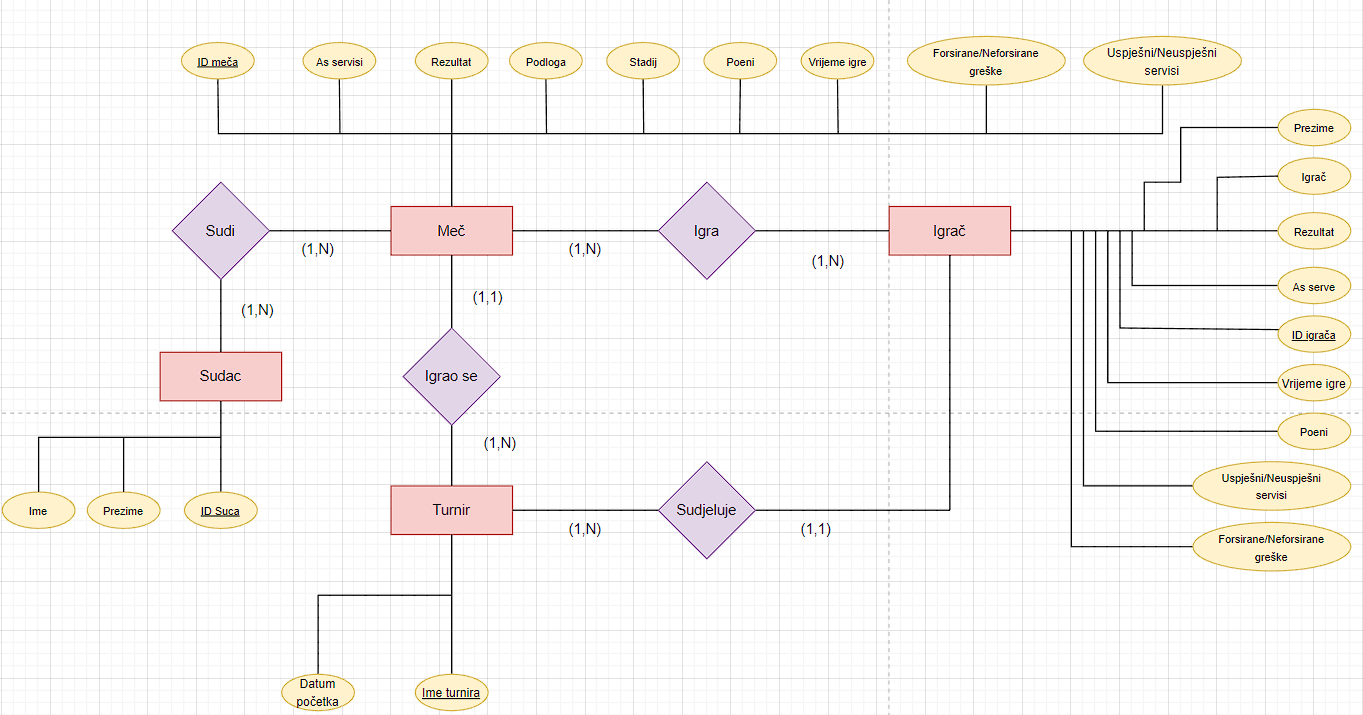 ID meča
As servisi
Rezultat
Podloga
Stadij
Poeni
Vrijeme igre
Forsirane/Neforsirane
greške
Uspješni/Neuspješni
servisi
Prezime
Igrač
Rezultat
As serve
ID igrača
Vrijeme igre
Poeni
Uspješni/Neuspješni
servisi
Forsirane/Neforsirane
greške
Sudi
(1,N)
Meč
(1,N)
Igra
(1,N)
Igrač
(1,N)
(1,1)
Sudac
Igrao se
(1,N)
Ime
Prezime
ID Suca
Turnir
(1,N)
Sudjeluje
(1,1)
Datum
početka
Ime turnira